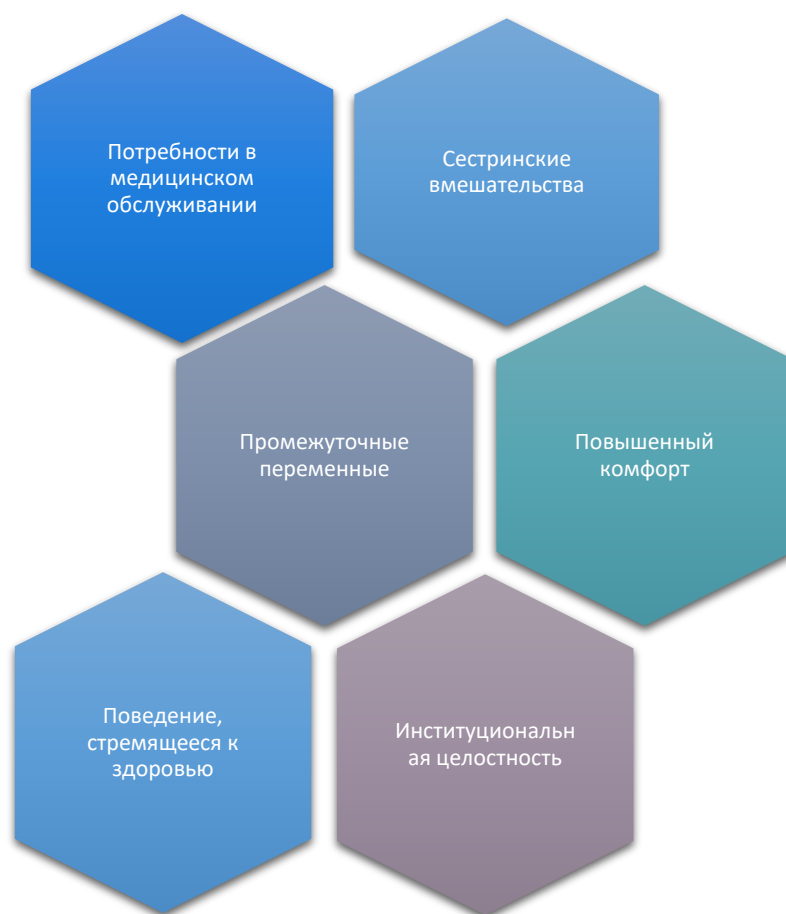 Потребности в
медицинском
обслуживании
Сестринские
вмешательства
Промежуточные
переменные
Повышенный
комфорт
Поведение,
стремящееся к
здоровью
Институциональн
ая целостность